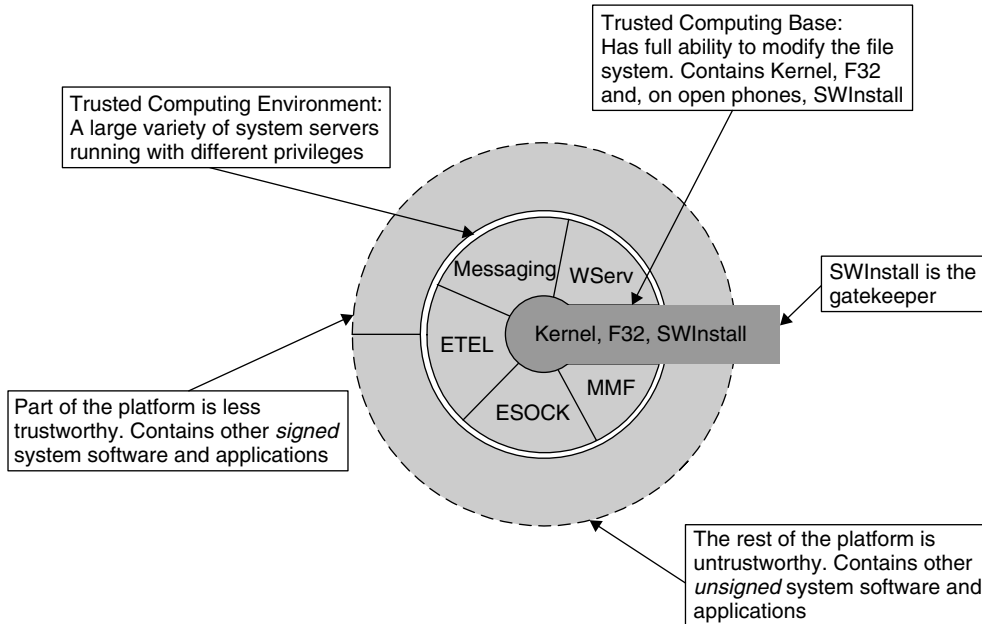 Trusted Computing Base:
Has full ability to modify the file
system. Contains Kernel, F32
and, on open phones, SWInstall
Trusted Computing Environment:
A large variety of system servers
running with different privileges
SWInstall is the
gatekeeper
Messaging
WServ
Kernel, F32, SWInstall
ETEL
MMF
ESOCK
Part of the platform is less
trustworthy. Contains other signed
system software and applications
The rest of the platform is
untrustworthy. Contains other
unsigned system software and
applications